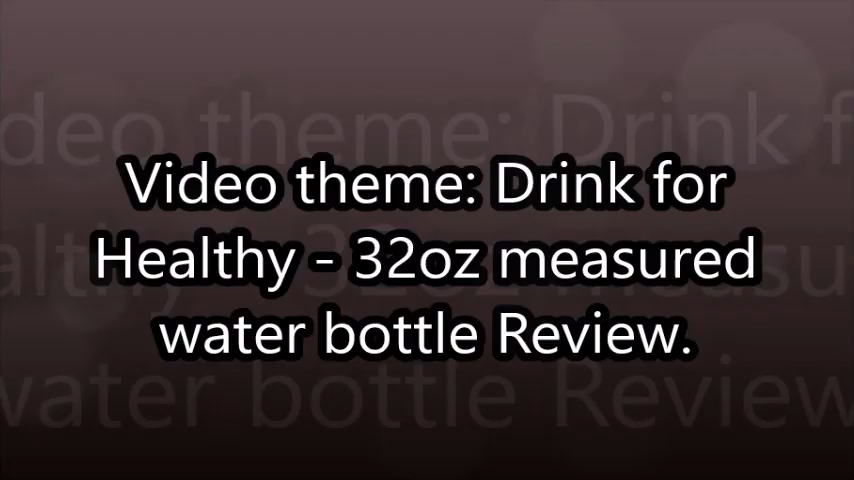 Video theme: Drink for
Healthy - 32oz measured
water bottle Review.